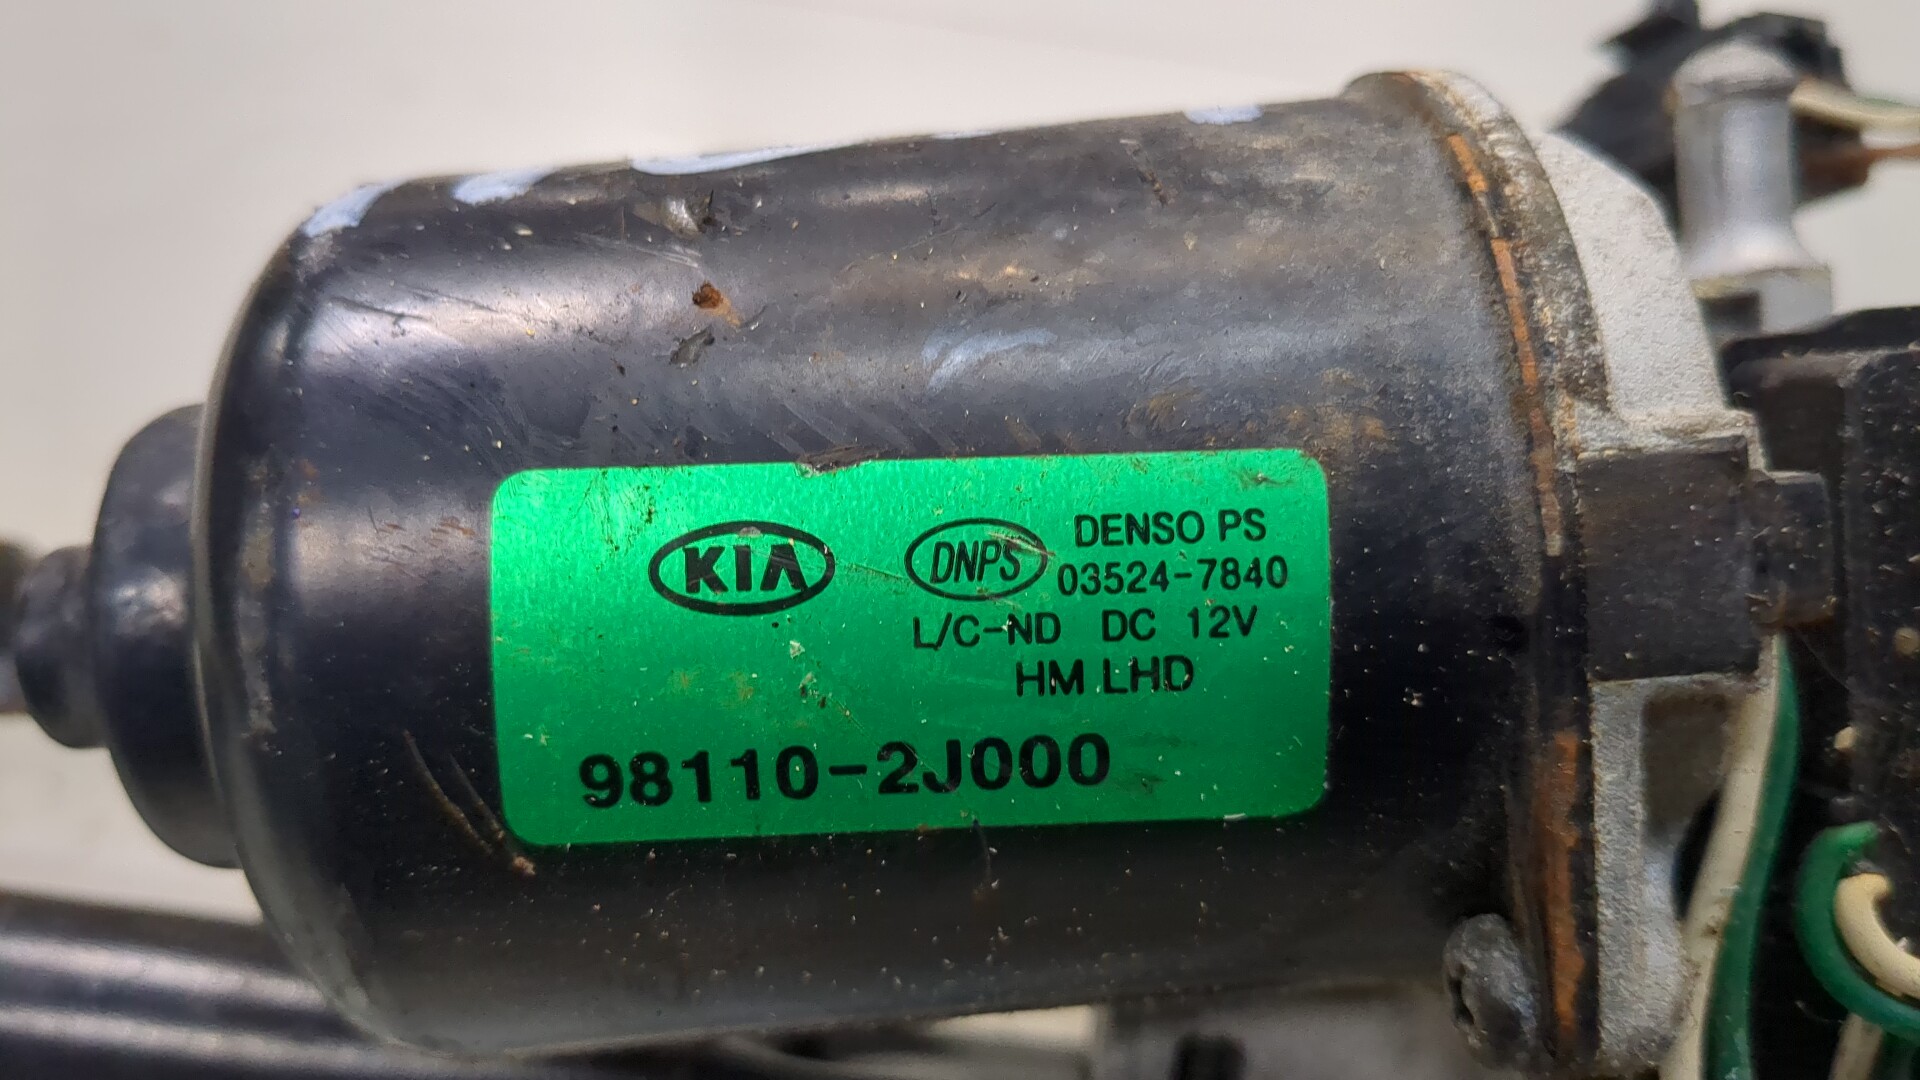 KIA
DNPS
DENSO PS
03524-7840
L/C-ND DC 12V
HM LHD
98110-2J000